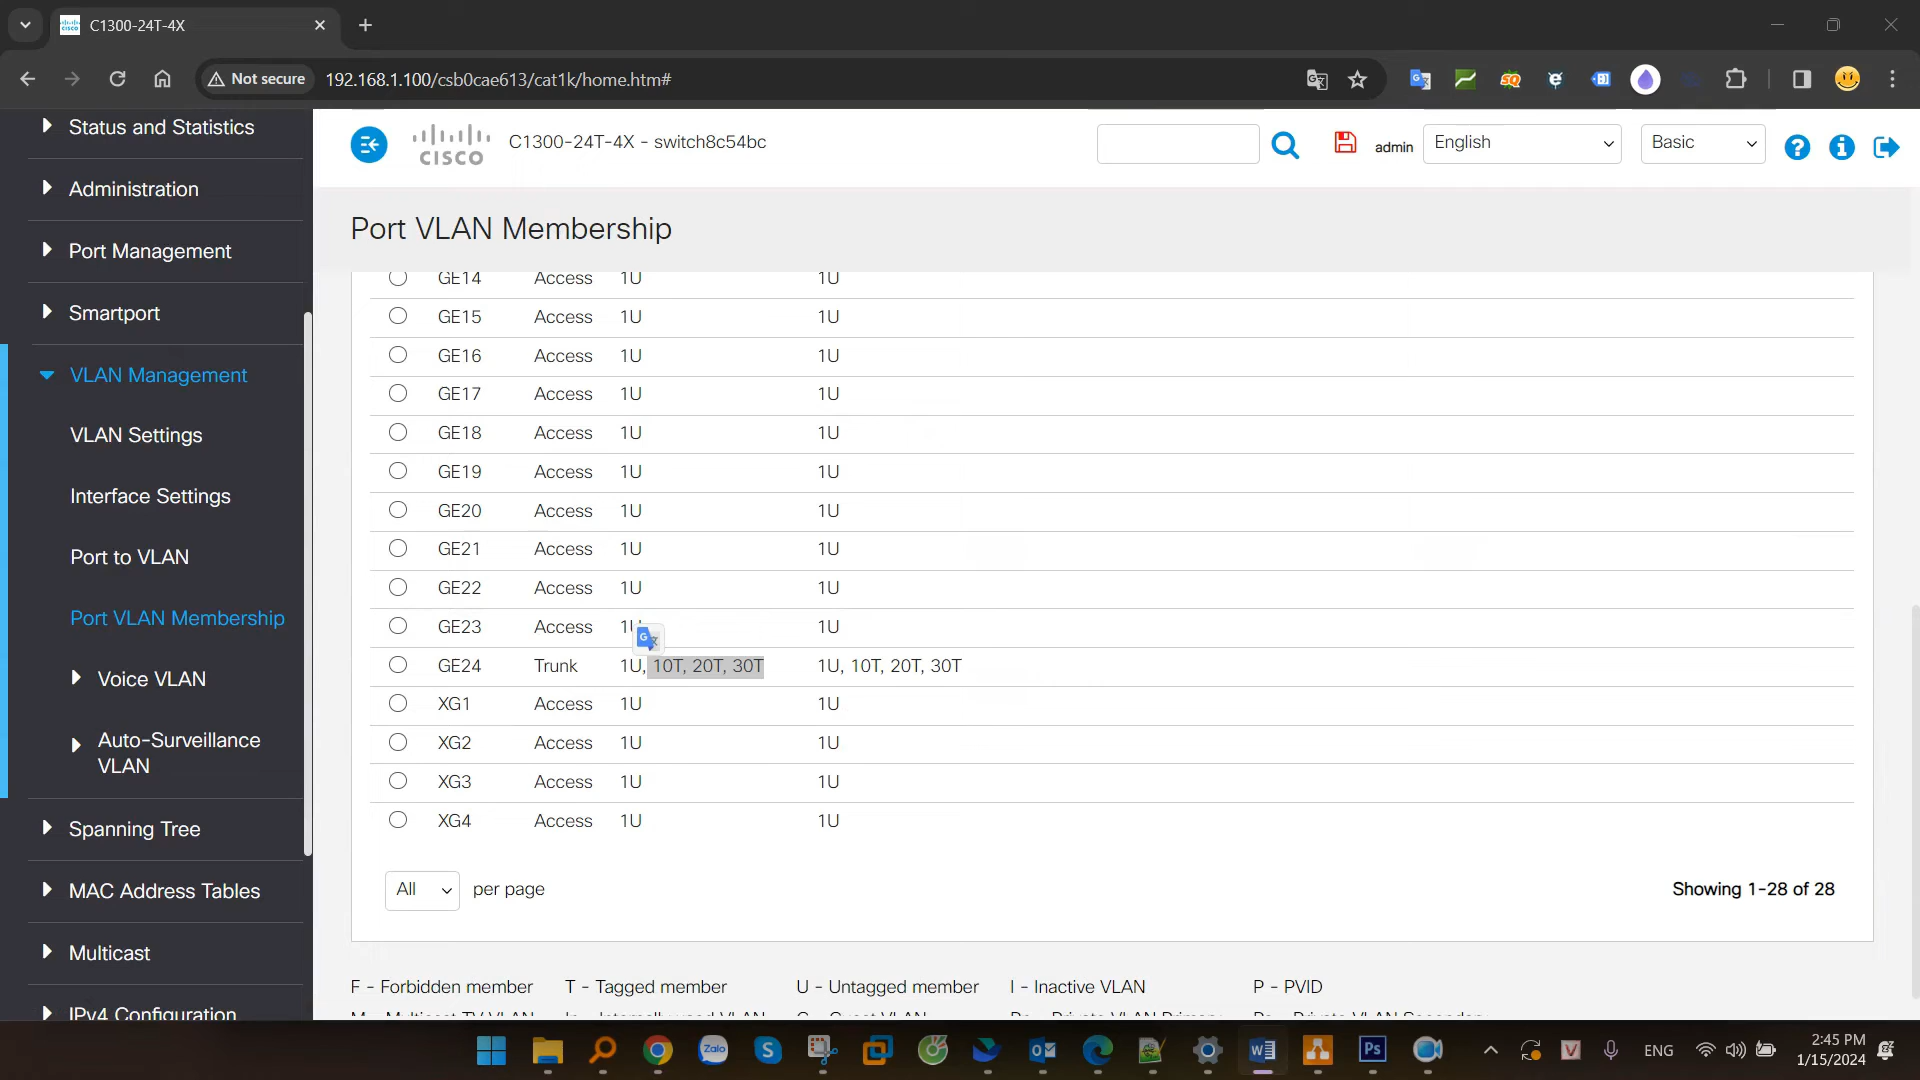 C1300-24T-4X
Not secure 192.168.1.100/csb0cae613/cat1k/home.htm#
Status and Statistics
Administration
Port Management
Smartport
VLAN Management
VLAN Settings
Interface Settings
Port to VLAN
Port VLAN Membership
Voice VLAN
Auto-Surveillance
VLAN
Spanning Tree
MAC Address Tables
Multicast
IPv4 Configuration
CISCO C1300-24T-4X - switch8c54bc admin English Basic
Port VLAN Membership
GE14 Access 1U 1U
GE15 Access 1U 1U
GE16 Access 1U 1U
GE17 Access 1U 1U
GE18 Access 1U 1U
GE19 Access 1U 1U
GE20 Access 1U 1U
GE21 Access 1U 1U
GE22 Access 1U 1U
GE23 Access 1U 1U
GE24 Trunk 1U, 10T, 20T, 30T 1U, 10T, 20T, 30T
XG1 Access 1U 1U
XG2 Access 1U 1U
XG3 Access 1U 1U
XG4 Access 1U 1U
All per page Showing 1-28 of 28
F - Forbidden member T - Tagged member U - Untagged member I - Inactive VLAN P - PVID
Zalo
Ps
ENG
2:45 PM
1/15/2024